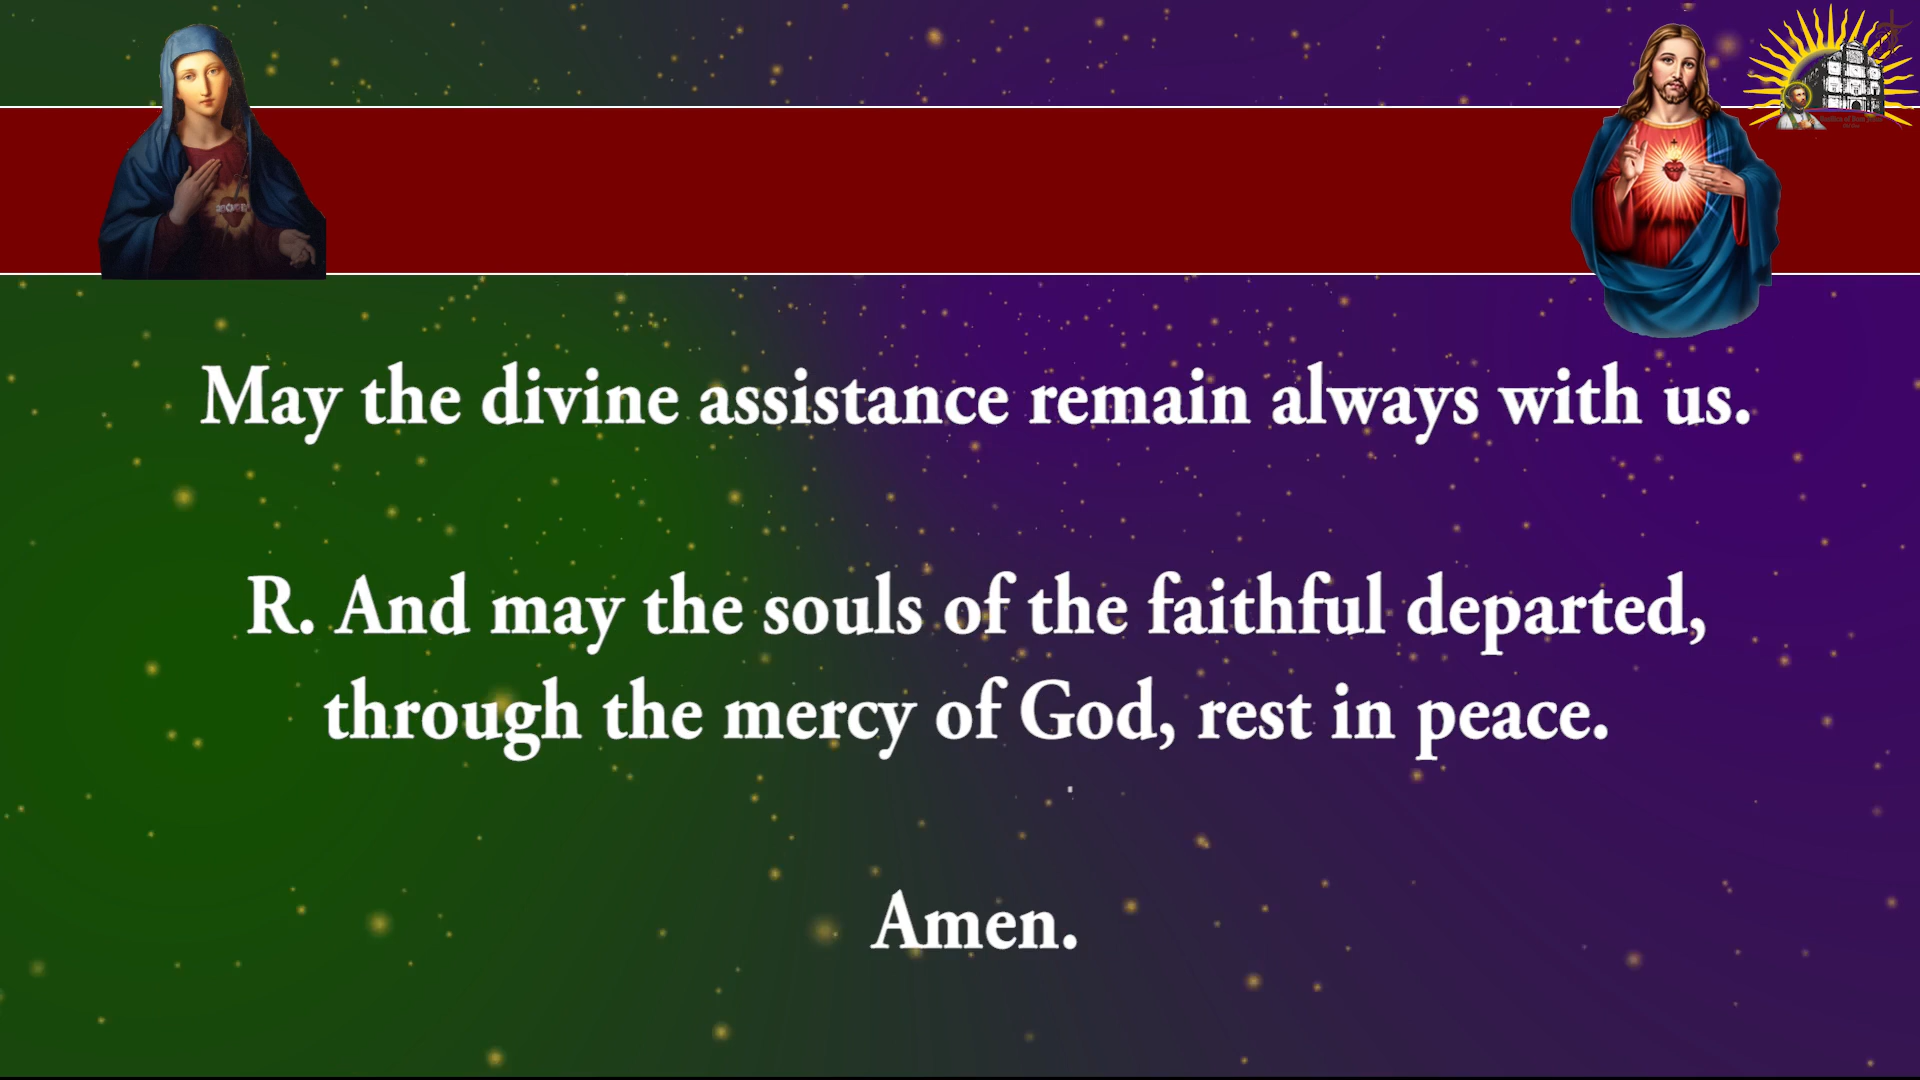 May the divine assistance remain always with us.
R. And may the souls of the faithful departed,
through the mercy of God, rest in peace.
Amen.